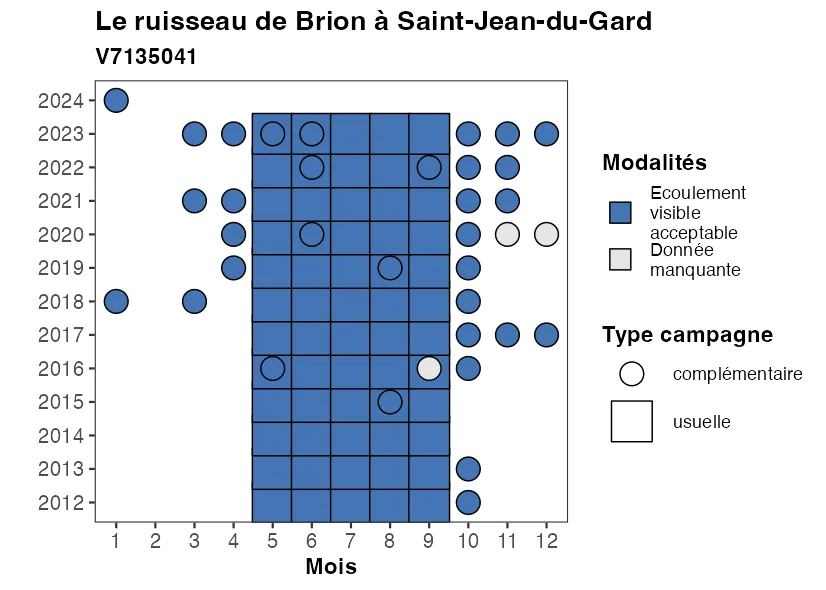 Le ruisseau de Brion à Saint-Jean-du-Gard
V7135041
2024
2023
2022
2021
2020
2019
2018
2017
2016
2015
2014
2013
2012
1 2 3 4 5 6 7 8 9 10 11 12
Mois
Modalités
Ecoulement
visible
acceptable
Donnée
manquante
Type campagne
complémentaire
usuelle